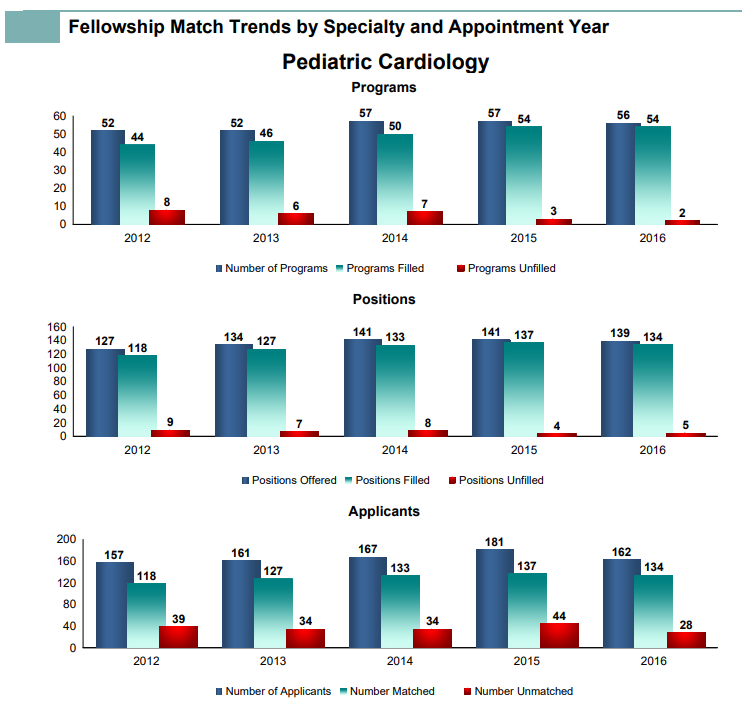 Fellowship Match Trends by Specialty and Appointment Year
Pediatric Cardiology
Programs
60
50
40
30
20
10
0
52 44 8
52 46 6
57 50 7
57 54 3
56 54 2
2012 2013 2014 2015 2016
Number of Programs Programs Filled Programs Unfilled
Positions
160
140
120
100
80
60
40
20
0
127 118 9
134 127 7
141 133 8
141 137 4
139 134 5
2012 2013 2014 2015 2016
Positions Offered Positions Filled Positions Unfilled
Applicants
200
160
120
80
40
0
157 118 39
161 127 34
167 133 34
181 137 44
162 134 28
2012 2013 2014 2015 2016
Number of Applicants Number Matched Number Unmatched